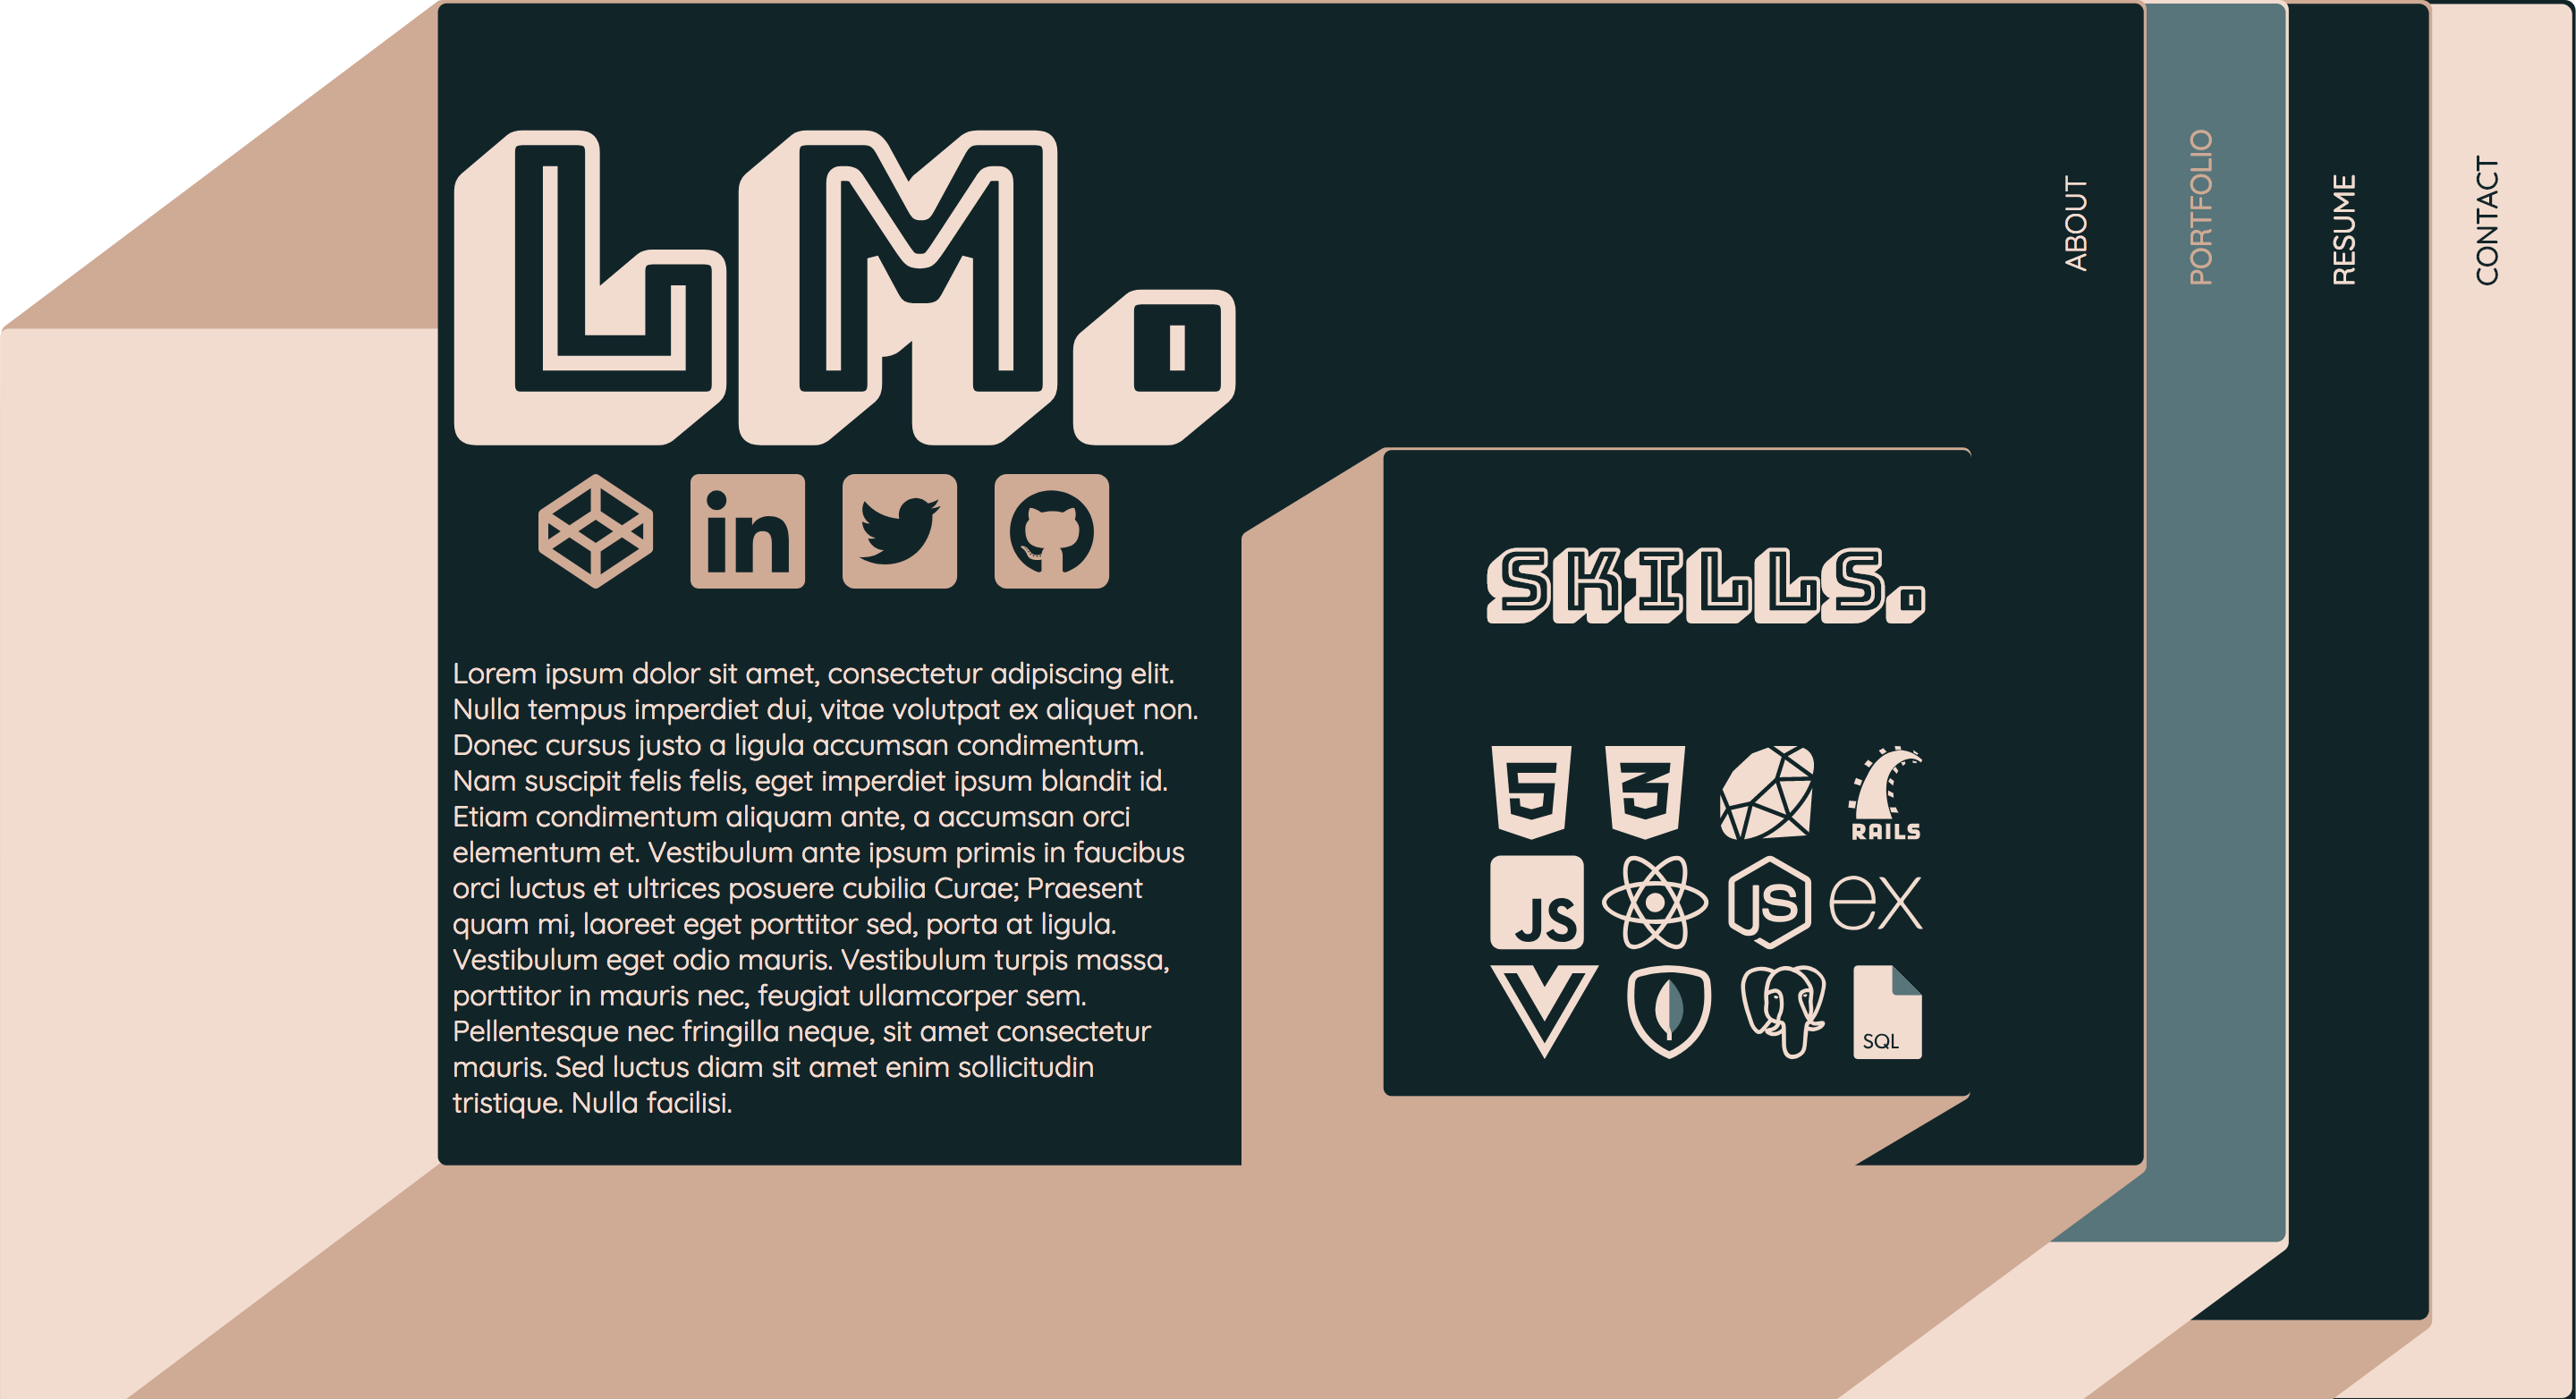 LM.
in
Lorem ipsum dolor sit amet, consectetur adipiscing elit.
Nulla tempus imperdiet dui, vitae volutpat ex aliquet non.
Donec cursus justo a ligula accumsan condimentum.
Nam suscipit felis felis, eget imperdiet ipsum blandit id.
Etiam condimentum aliquam ante, a accumsan orci
elementum et. Vestibulum ante ipsum primis in faucibus
orci luctus et ultrices posuere cubilia Curae; Praesent
quam mi, laoreet eget porttitor sed, porta at ligula.
Vestibulum eget odio mauris. Vestibulum turpis massa,
porttitor in mauris nec, feugiat ullamcorper sem.
Pellentesque nec fringilla neque, sit amet consectetur
mauris. Sed luctus diam sit amet enim sollicitudin
tristique. Nulla facilisi.
SKILLS.
5 3 RAILS
JS JS ex
SQL
ABOUT
PORTFOLIO
RESUME
CONTACT